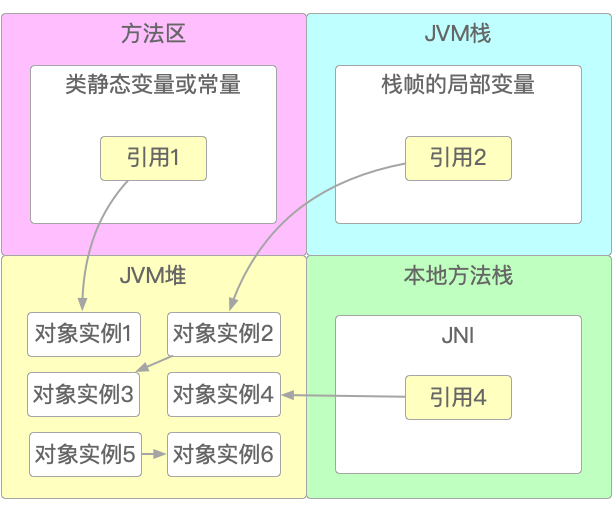 方法区
类静态变量或常量
引用1
JVM栈
栈帧的局部变量
引用2
JVM堆
对象实例1
对象实例2
对象实例3
对象实例4
对象实例5
对象实例6
本地方法栈
JNI
引用4